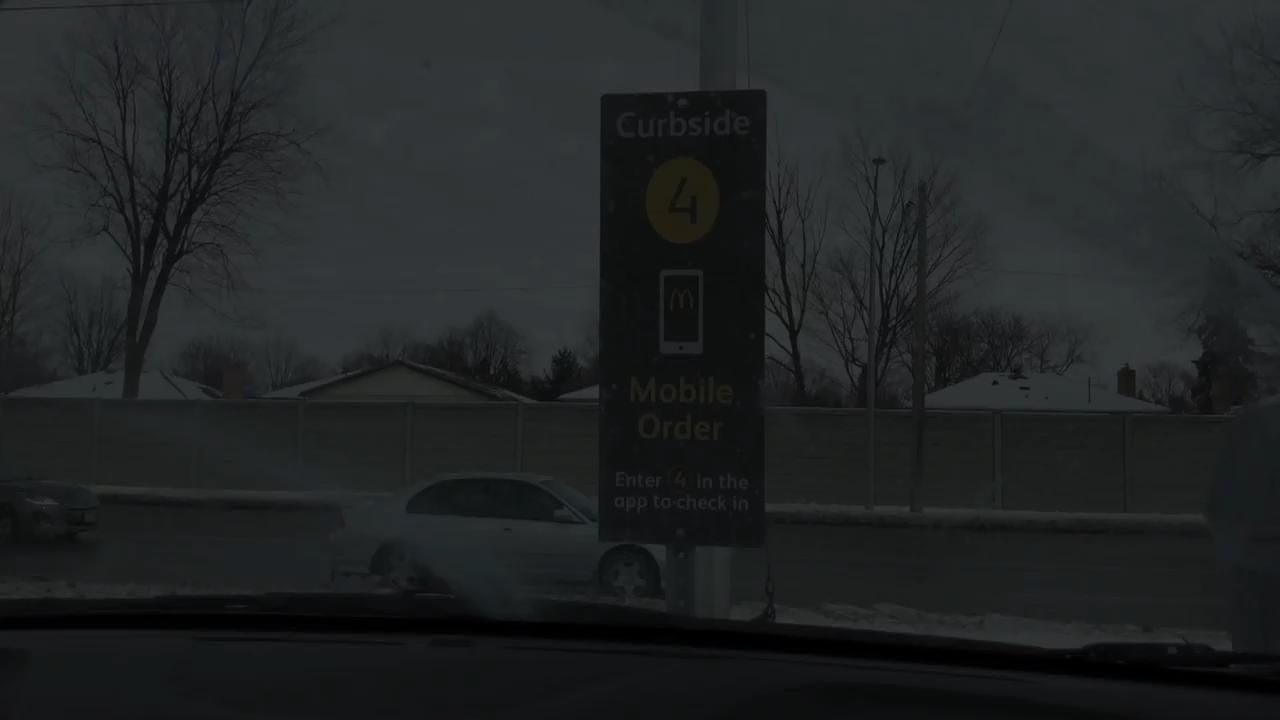 Curbside
4
Mobile
Order
Enter 4 in the
app to check in